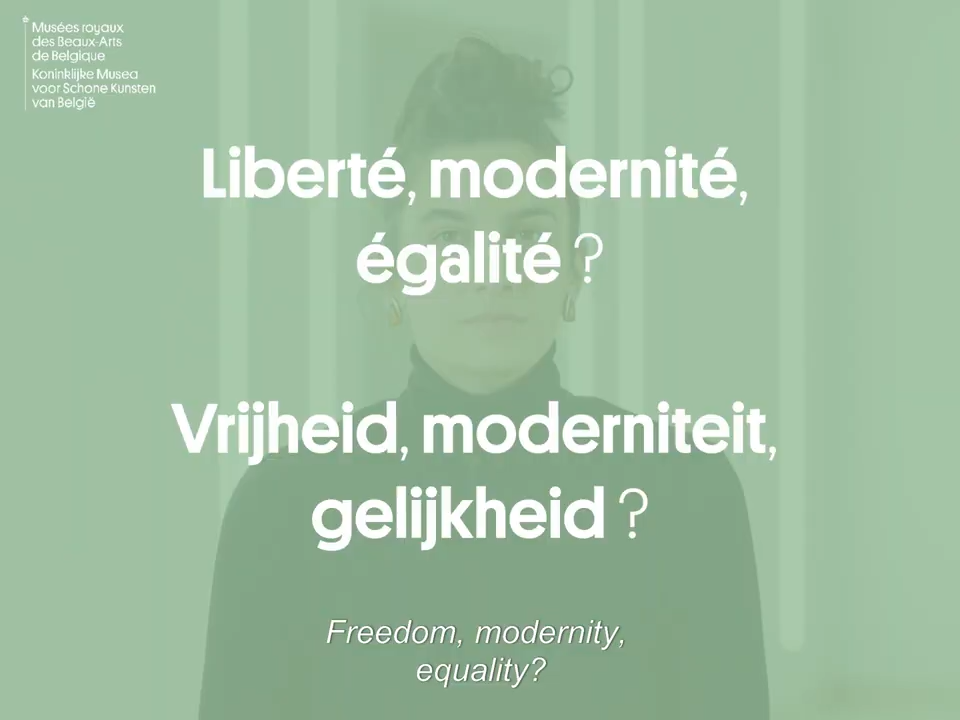 Musées royaux
des Beaux-Arts
de Belgique
Koninklijke Musea
voor Schone Kunsten
van België
Liberté, modernité,
égalité ?
Vrijheid, moderniteit,
gelijkheid ?
Freedom, modernity,
equality?